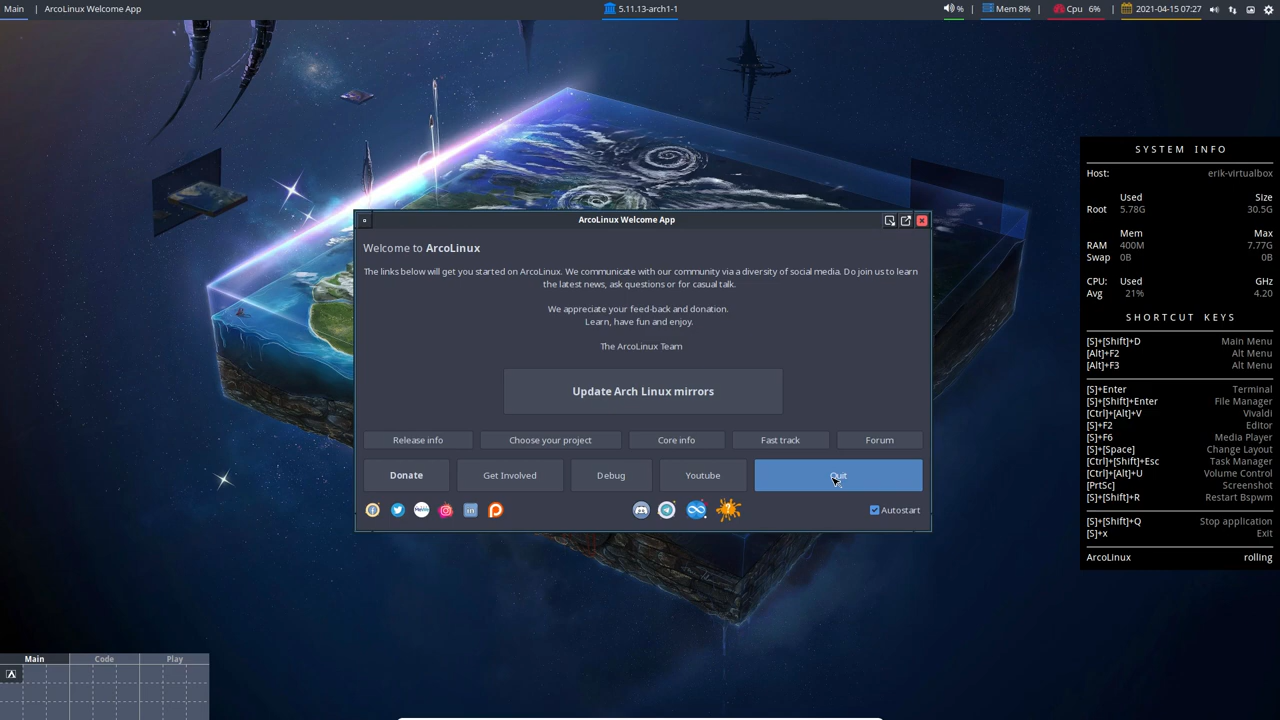 Main | ArcoLinux Welcome App
5.11.13-arch1-1
% | Mem 8% | Cpu 6% | 2021-04-15 07:27
ArcoLinux Welcome App
Welcome to ArcoLinux
The links below will get you started on ArcoLinux. We communicate with our community via a diversity of social media. Do join us to learn
the latest news, ask questions or for casual talk.
We appreciate your feed-back and donation.
Learn, have fun and enjoy.
The ArcoLinux Team
Update Arch Linux mirrors
Release info Choose your project Core info Fast track Forum
Donate Get Involved Debug Youtube Quit
Autostart
SYSTEM INFO
Host: erik-virtualbox
Used Size
Root 5.78G 30.5G
Mem Max
RAM 400M 7.77G
Swap 0B 0B
CPU: Used GHz
Avg 21% 4.20
SHORTCUT KEYS
[S]+[Shift]+D Main Menu
[Alt]+F2 Alt Menu
[Alt]+F3 Alt Menu
[S]+Enter Terminal
[S]+[Shift]+Enter File Manager
[Ctrl]+[Alt]+V Vivaldi
[S]+F2 Editor
[S]+F6 Media Player
[S]+[Space] Change Layout
[Ctrl]+[Shift]+Esc Task Manager
[Ctrl]+[Alt]+U Volume Control
[PrtSc] Screenshot
[S]+[Shift]+R Restart Bspwm
[S]+[Shift]+Q Stop application
[S]+x Exit
ArcoLinux rolling
Main Code Play